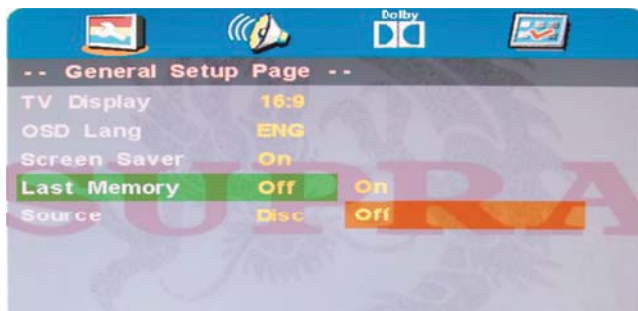 Dolby
-- General Setup Page --
TV Display 16:9
OSD Lang ENG
Screen Saver On
Last Memory Off On
Source Disc Off
SUPRA